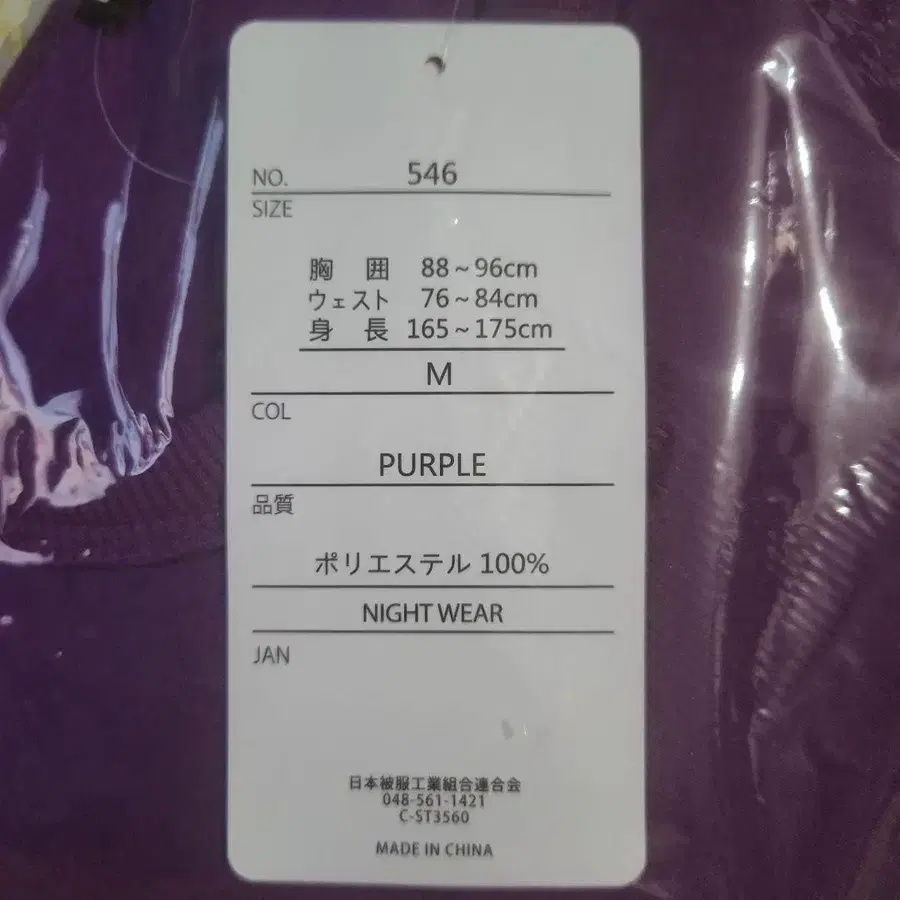 NO. 546
SIZE
胸 囲 88～96cm
ウェスト 76～84cm
身 長 165～175cm
M
COL
PURPLE
品質
ポリエステル 100%
NIGHT WEAR
JAN
日本被服工業組合連合会
048-561-1421
C-ST3560
MADE IN CHINA